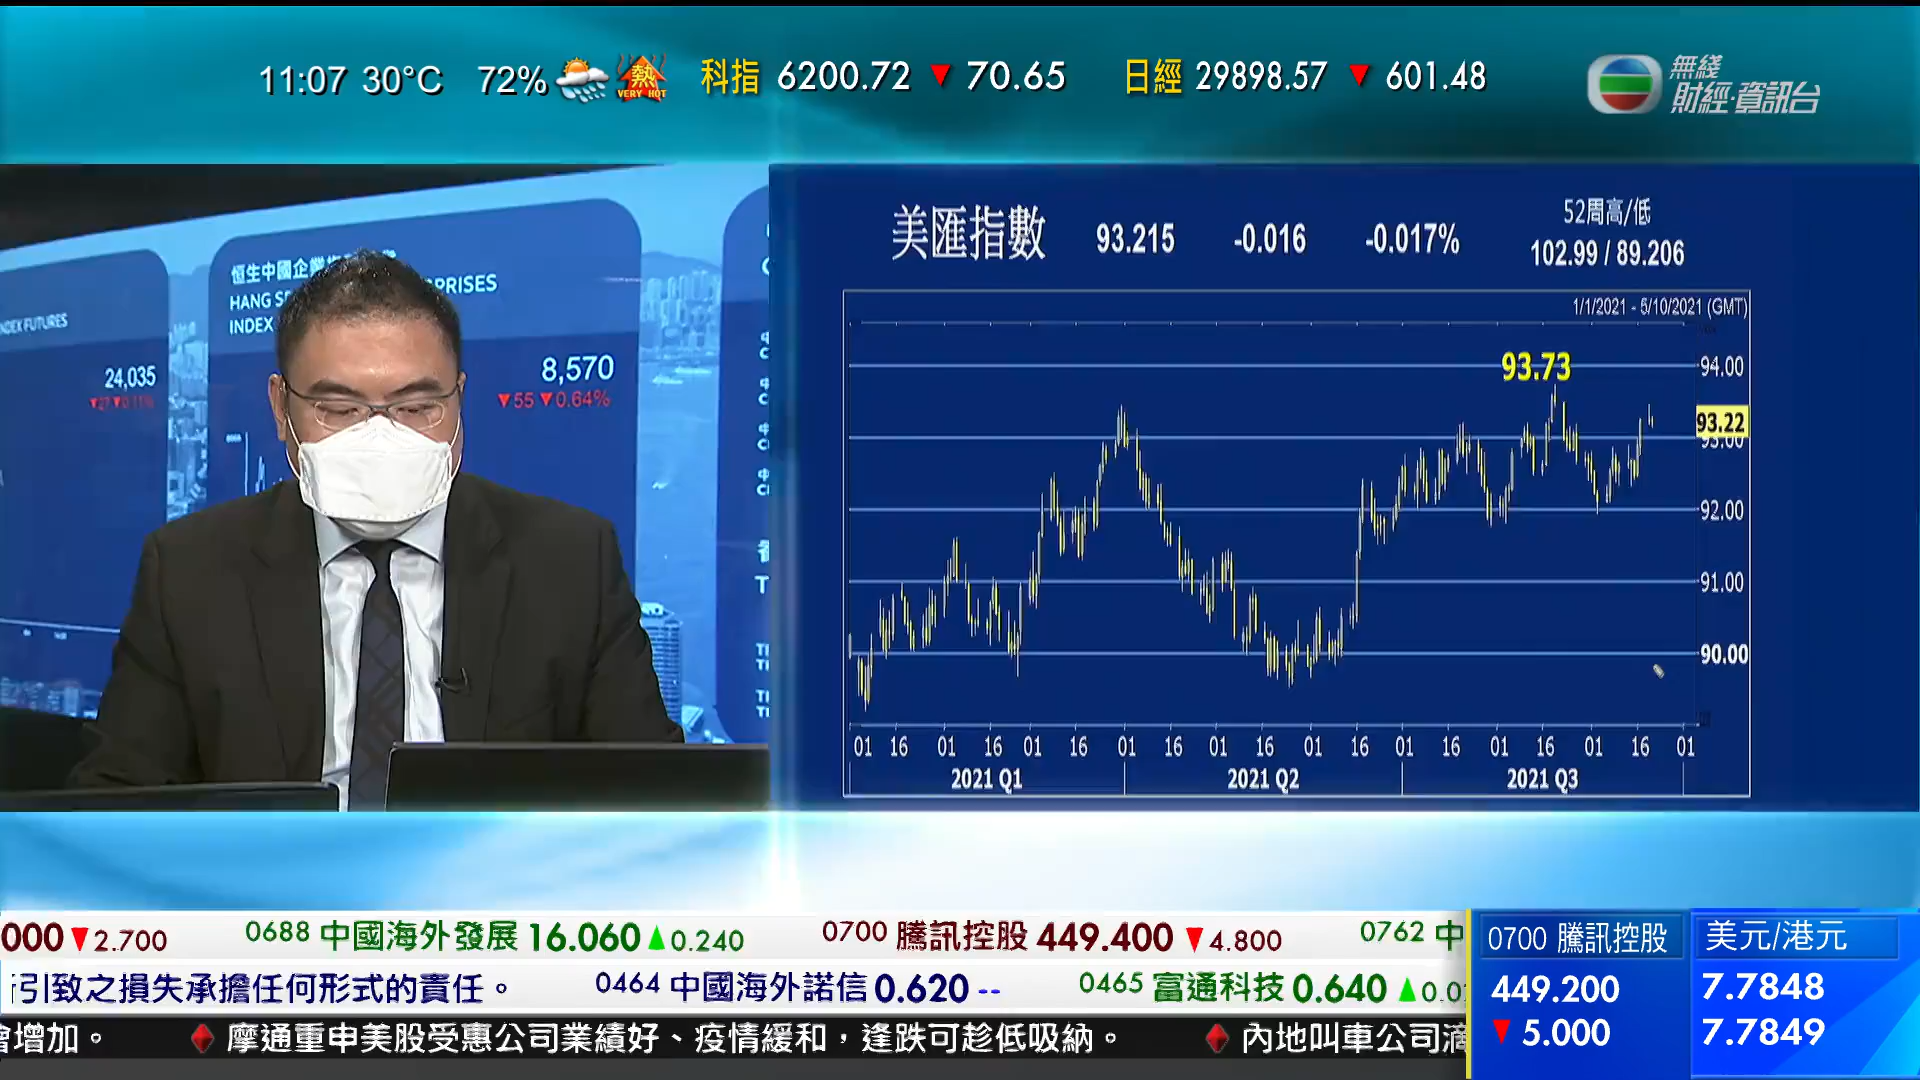 11:07 30°C 72% 熱 VERY HOT 科指 6200.72 ▼ 70.65 日經 29898.57 ▼ 601.48
無綫
財經·資訊台
美匯指數 93.215 -0.016 -0.017%
52周高/低
102.99 / 89.206
1/1/2021 - 5/10/2021 (GMT)
93.73
94.00
93.22
93.00
92.00
91.00
90.00
01 16 01 16 01 16 01 16 01 16 01 16 01 16 01 16 01 16 01
2021 Q1 2021 Q2 2021 Q3
INDEX FUTURES
24,035
▼27 ▼0.11%
恒生中國企業
HANG SE PRISES
INDEX
8,570
▼55 ▼0.64%
000 ▼2.700 0688 中國海外發展 16.060 ▲0.240 0700 騰訊控股 449.400 ▼4.800 0762 中
引致之損失承擔任何形式的責任。 0464 中國海外諾信 0.620 -- 0465 富通科技 0.640 ▲0.0
會增加。 ♦ 摩通重申美股受惠公司業績好、疫情緩和，逢跌可趁低吸納。 ♦ 內地叫車公司滴
0700 騰訊控股
449.200
▼ 5.000
美元/港元
7.7848
7.7849